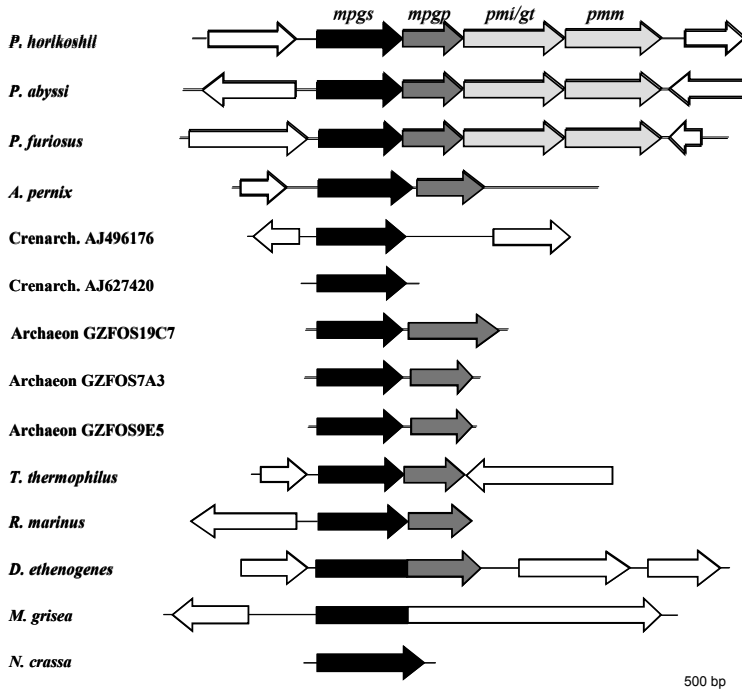 mpgs mpgp pmi/gt pmm
P. horikoshii
P. abyssi
P. furiosus
A. pernix
Crenarch. AJ496176
Crenarch. AJ627420
Archaeon GZFOS19C7
Archaeon GZFOS7A3
Archaeon GZFOS9E5
T. thermophilus
R. marinus
D. ethenogenes
M. grisea
N. crassa
500 bp